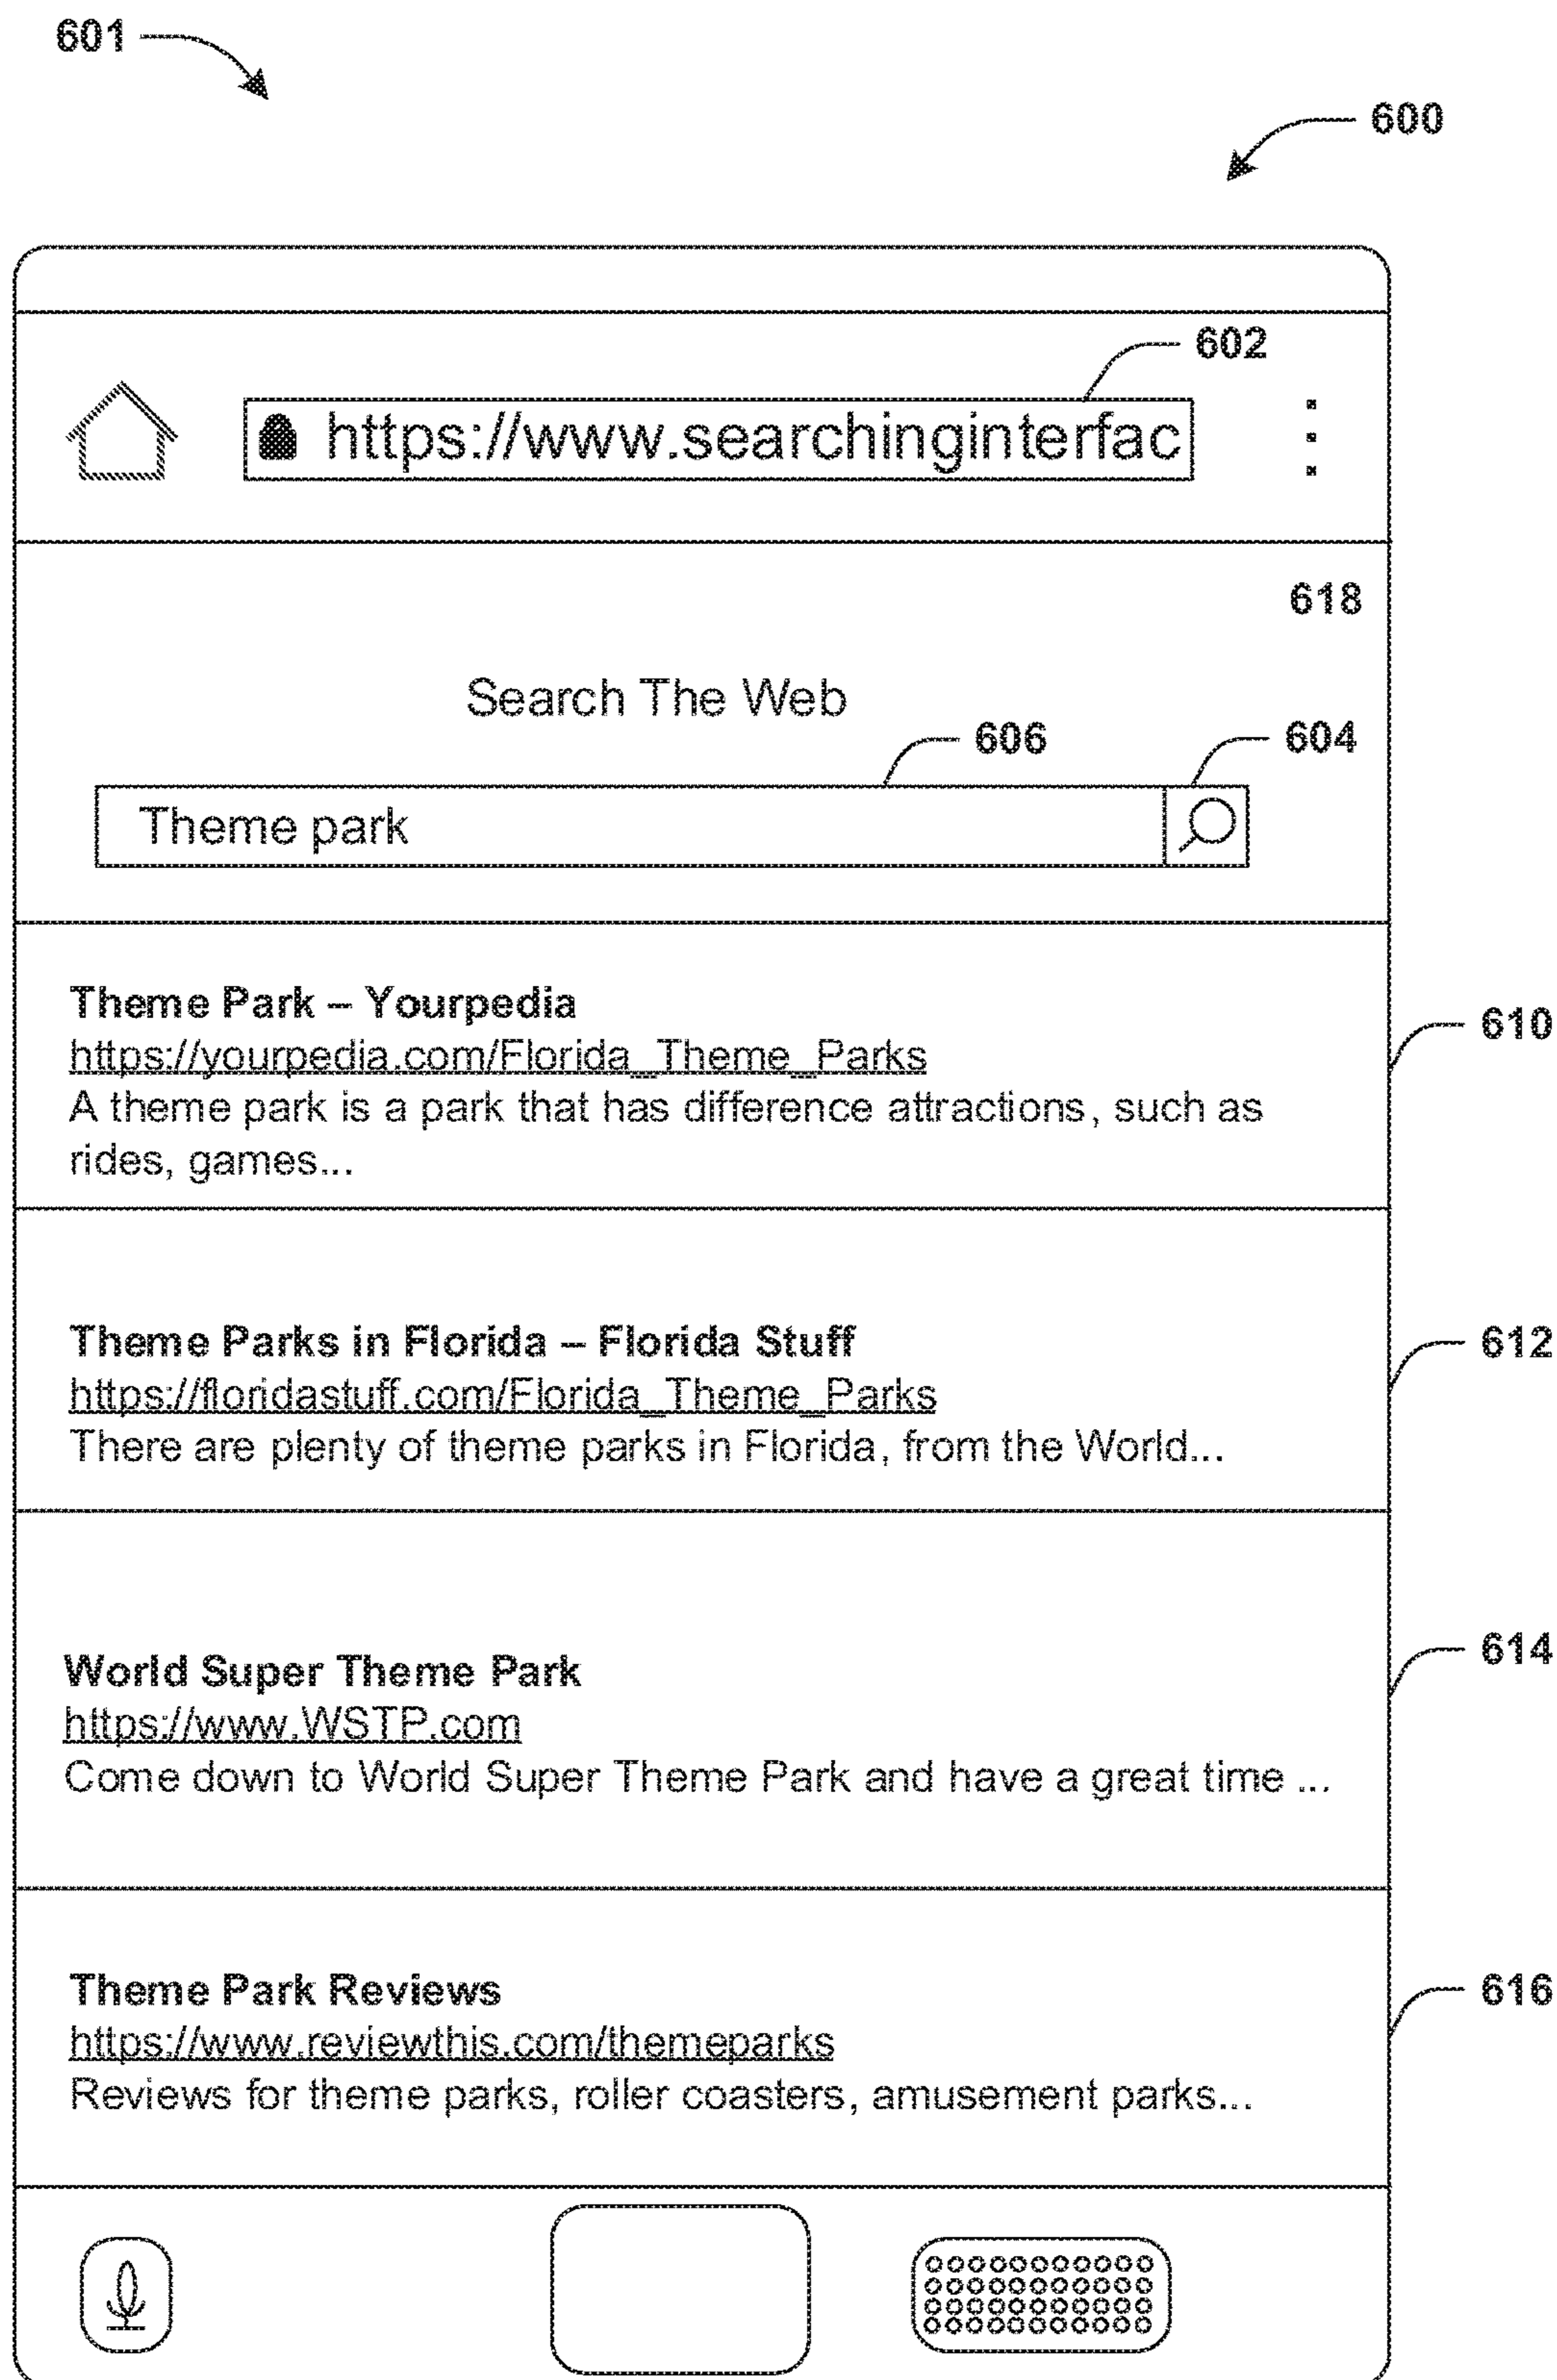 601
600
602
https://www.searchinginterfac
618
Search The Web
606
604
Theme park
Theme Park – Yourpedia
610
https://yourpedia.com/Florida_Theme_Parks
A theme park is a park that has difference attractions, such as
rides, games...
Theme Parks in Florida – Florida Stuff
612
https://floridastuff.com/Florida_Theme_Parks
There are plenty of theme parks in Florida, from the World...
614
World Super Theme Park
https://www.WSTP.com
Come down to World Super Theme Park and have a great time ...
Theme Park Reviews
616
https://www.reviewthis.com/themeparks
Reviews for theme parks, roller coasters, amusement parks...